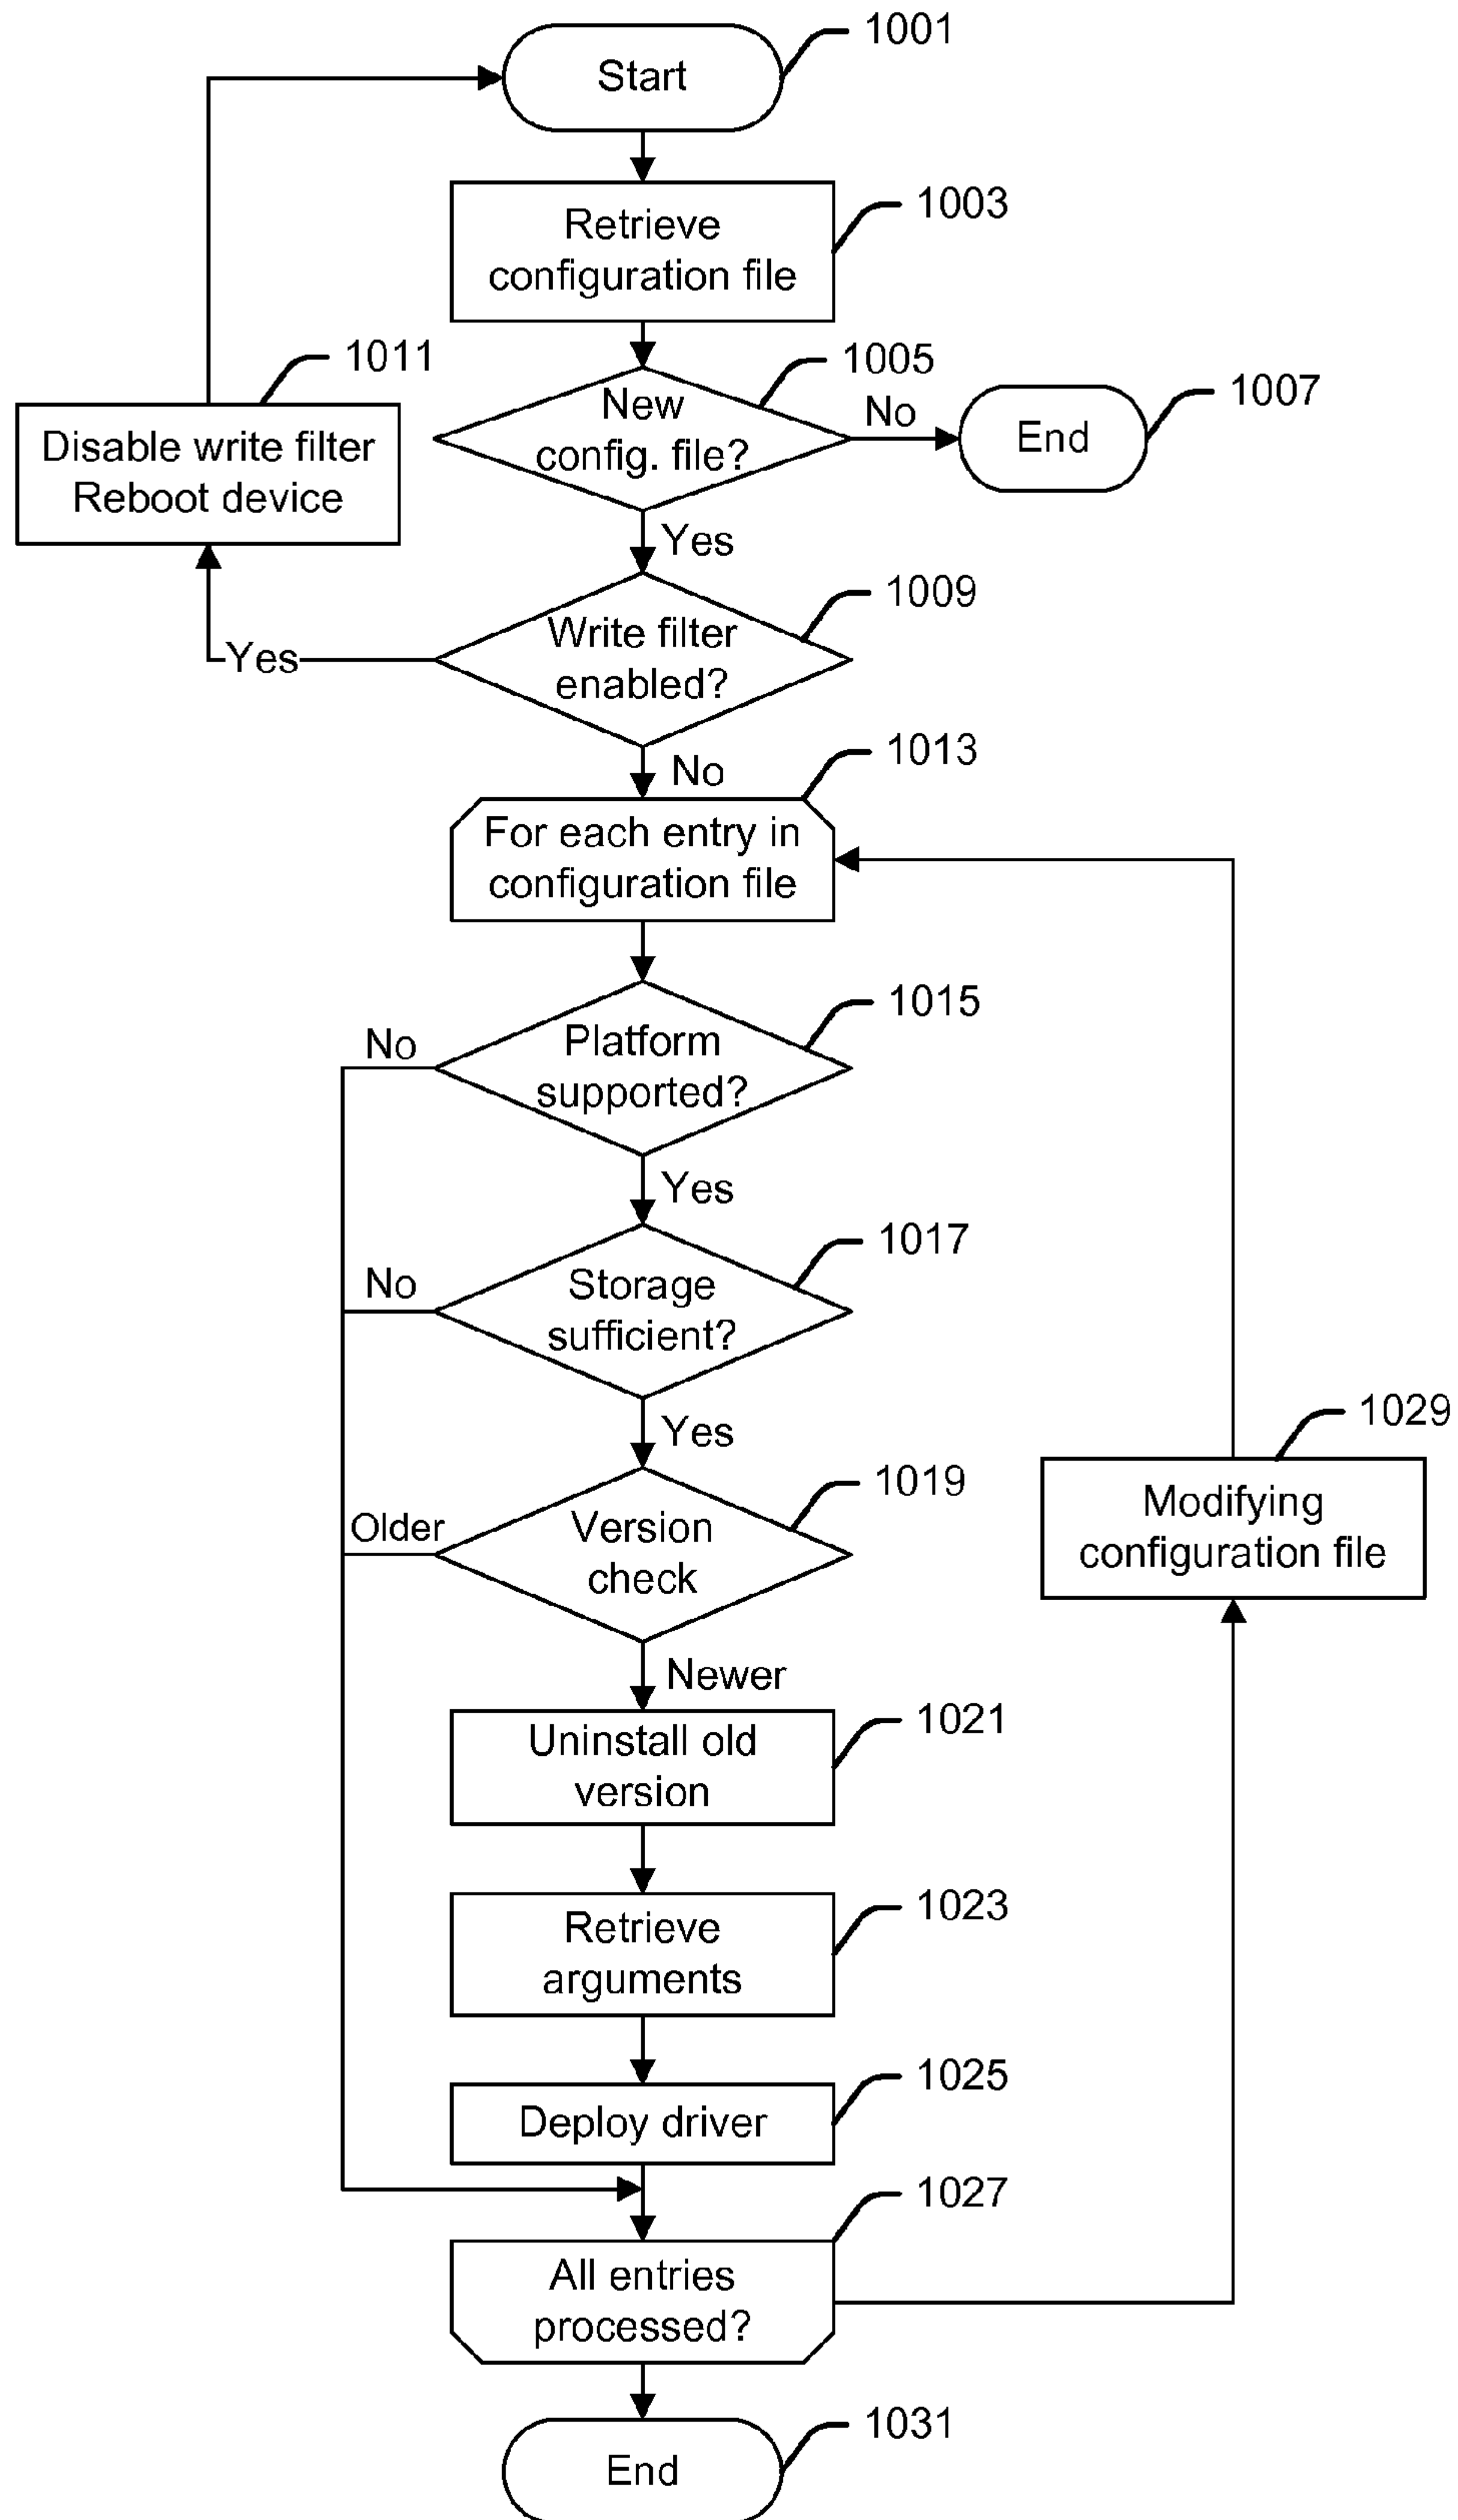 Start
1001
Retrieve
configuration file
1003
1011
Disable write filter
Reboot device
New
config. file?
1005
No
End
1007
Yes
Write filter
enabled?
1009
Yes
No
For each entry in
configuration file
1013
Platform
supported?
1015
No
Yes
Storage
sufficient?
1017
No
Yes
Version
check
1019
Older
Newer
Modifying
configuration file
1029
Uninstall old
version
1021
Retrieve
arguments
1023
Deploy driver
1025
All entries
processed?
1027
End
1031